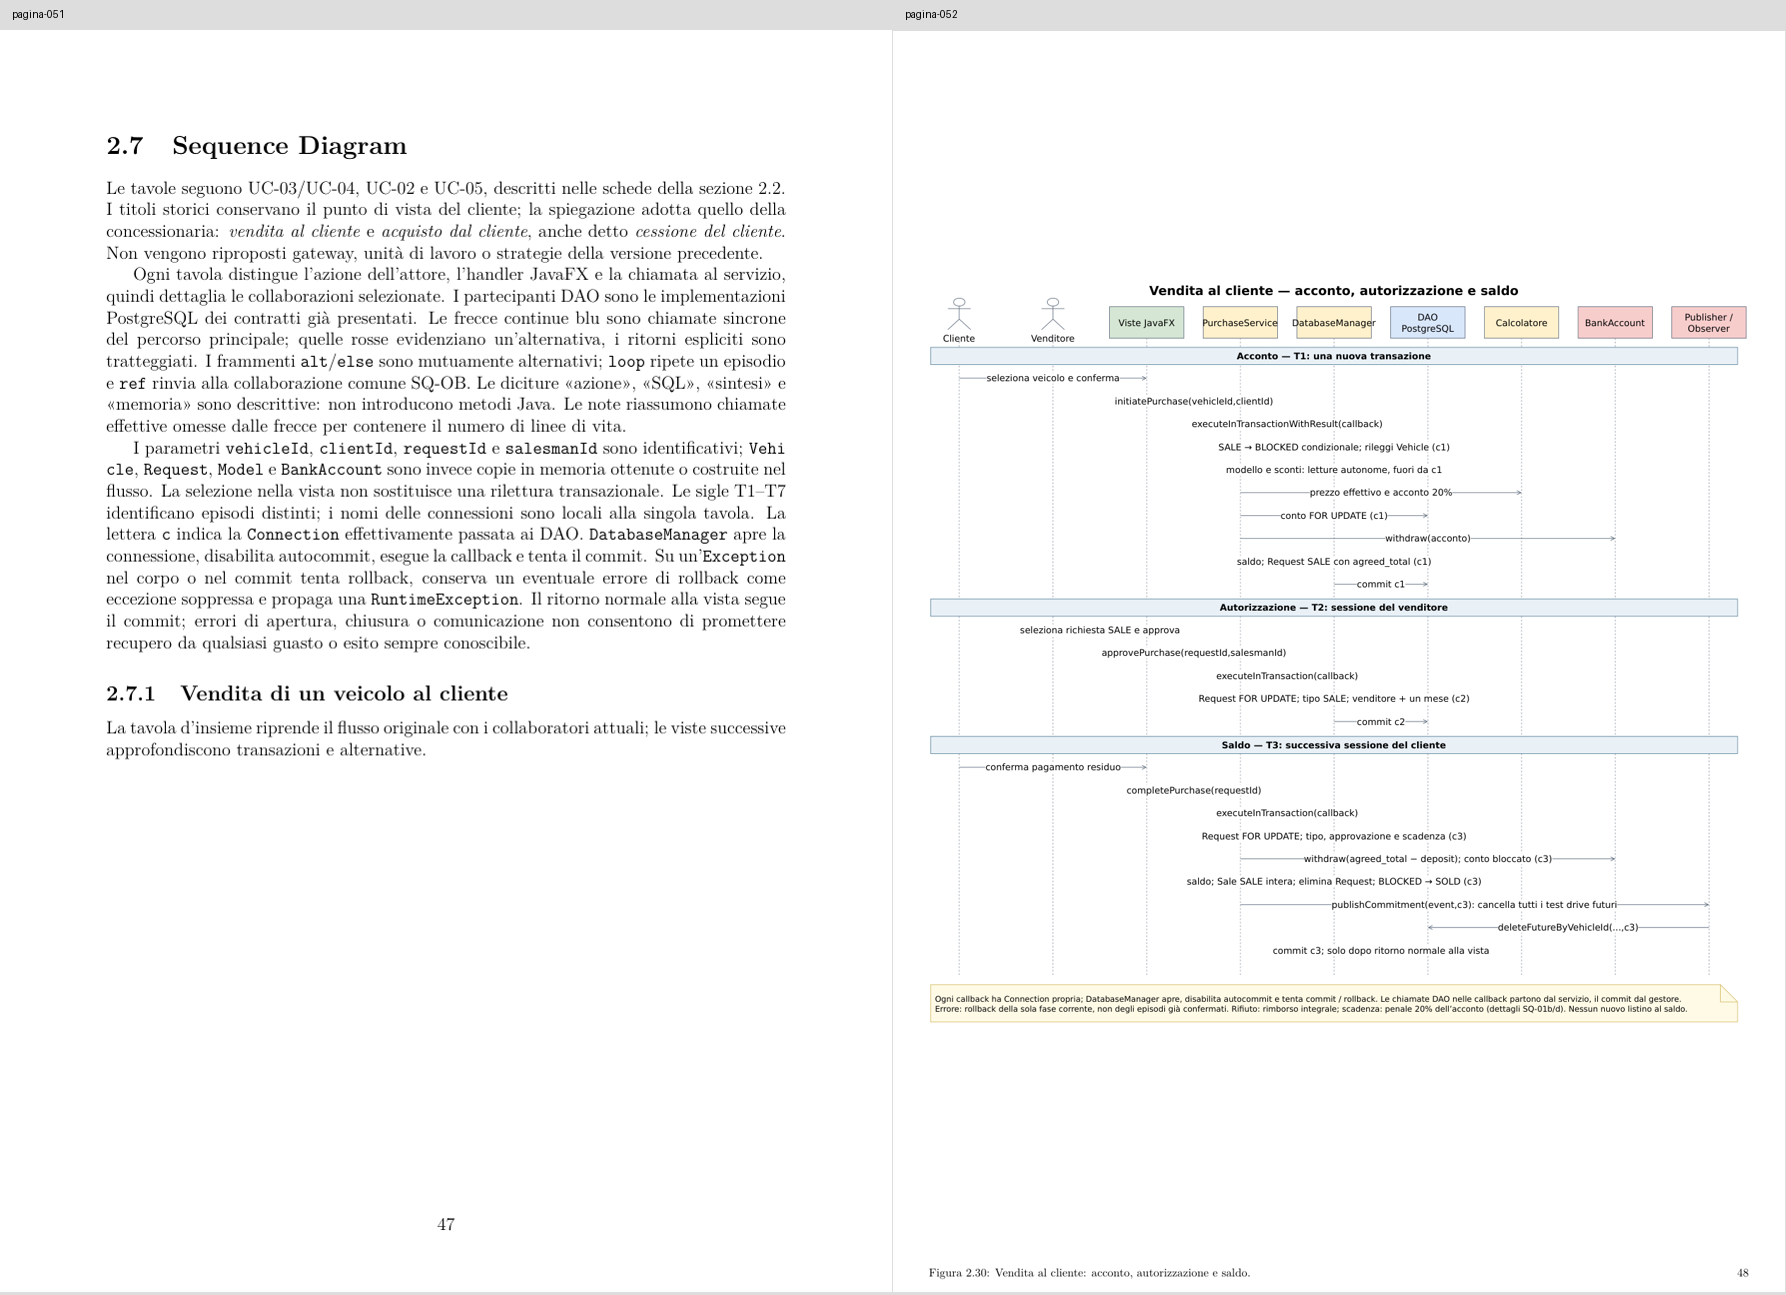 pagina-051
2.7 Sequence Diagram
Le tavole seguono UC-03/UC-04, UC-02 e UC-05, descritti nelle schede della sezione 2.2.
I titoli storici conservano il punto di vista del cliente; la spiegazione adotta quello della
concessionaria: vendita al cliente e acquisto dal cliente, anche detto cessione del cliente.
Non vengono riproposti gateway, unità di lavoro o strategie della versione precedente.
Ogni tavola distingue l'azione dell'attore, l'handler JavaFX e la chiamata al servizio,
quindi dettaglia le collaborazioni selezionate. I partecipanti DAO sono le implementazioni
PostgreSQL dei contratti già presentati. Le frecce continue blu sono chiamate sincrone
del percorso principale; quelle rosse evidenziano un'alternativa, i ritorni espliciti sono
tratteggiati. I frammenti alt/else sono mutuamente alternativi; loop ripete un episodio
e ref rinvia alla collaborazione comune SQ-OB. Le diciture «azione», «SQL», «sintesi» e
«memoria» sono descrittive: non introducono metodi Java. Le note riassumono chiamate
effettive omesse dalle frecce per contenere il numero di linee di vita.
I parametri vehicleId, clientId, requestId e salesmanId sono identificativi; Vehi
cle, Request, Model e BankAccount sono invece copie in memoria ottenute o costruite nel
flusso. La selezione nella vista non sostituisce una rilettura transazionale. Le sigle T1–T7
identificano episodi distinti; i nomi delle connessioni sono locali alla singola tavola. La
lettera c indica la Connection effettivamente passata ai DAO. DatabaseManager apre la
connessione, disabilita autocommit, esegue la callback e tenta il commit. Su un'Exception
nel corpo o nel commit tenta rollback, conserva un eventuale errore di rollback come
eccezione soppressa e propaga una RuntimeException. Il ritorno normale alla vista segue
il commit; errori di apertura, chiusura o comunicazione non consentono di promettere
recupero da qualsiasi guasto o esito sempre conoscibile.
2.7.1 Vendita di un veicolo al cliente
La tavola d'insieme riprende il flusso originale con i collaboratori attuali; le viste successive
approfondiscono transazioni e alternative.
47
pagina-052
Vendita al cliente — acconto, autorizzazione e saldo
Cliente
Venditore
Viste JavaFX
PurchaseService
DatabaseManager
DAO
PostgreSQL
Calcolatore
BankAccount
Publisher /
Observer
Acconto — T1: una nuova transazione
seleziona veicolo e conferma
initiatePurchase(vehicleId,clientId)
executeInTransactionWithResult(callback)
SALE → BLOCKED condizionale; rileggi Vehicle (c1)
modello e sconti: letture autonome, fuori da c1
prezzo effettivo e acconto 20%
conto FOR UPDATE (c1)
withdraw(acconto)
saldo; Request SALE con agreed_total (c1)
commit c1
Autorizzazione — T2: sessione del venditore
seleziona richiesta SALE e approva
approvePurchase(requestId,salesmanId)
executeInTransaction(callback)
Request FOR UPDATE; tipo SALE; venditore + un mese (c2)
commit c2
Saldo — T3: successiva sessione del cliente
conferma pagamento residuo
completePurchase(requestId)
executeInTransaction(callback)
Request FOR UPDATE; tipo, approvazione e scadenza (c3)
withdraw(agreed_total − deposit); conto bloccato (c3)
saldo; Sale SALE intera; elimina Request; BLOCKED → SOLD (c3)
publishCommitment(event,c3): cancella tutti i test drive futuri
deleteFutureByVehicleId(...,c3)
commit c3; solo dopo ritorno normale alla vista
Ogni callback ha Connection propria; DatabaseManager apre, disabilita autocommit e tenta commit / rollback. Le chiamate DAO nelle callback partono dal servizio, il commit dal gestore.
Errore: rollback della sola fase corrente, non degli episodi già confermati. Rifiuto: rimborso integrale; scadenza: penale 20% dell'acconto (dettagli SQ-01b/d). Nessun nuovo listino al saldo.
Figura 2.30: Vendita al cliente: acconto, autorizzazione e saldo.
48